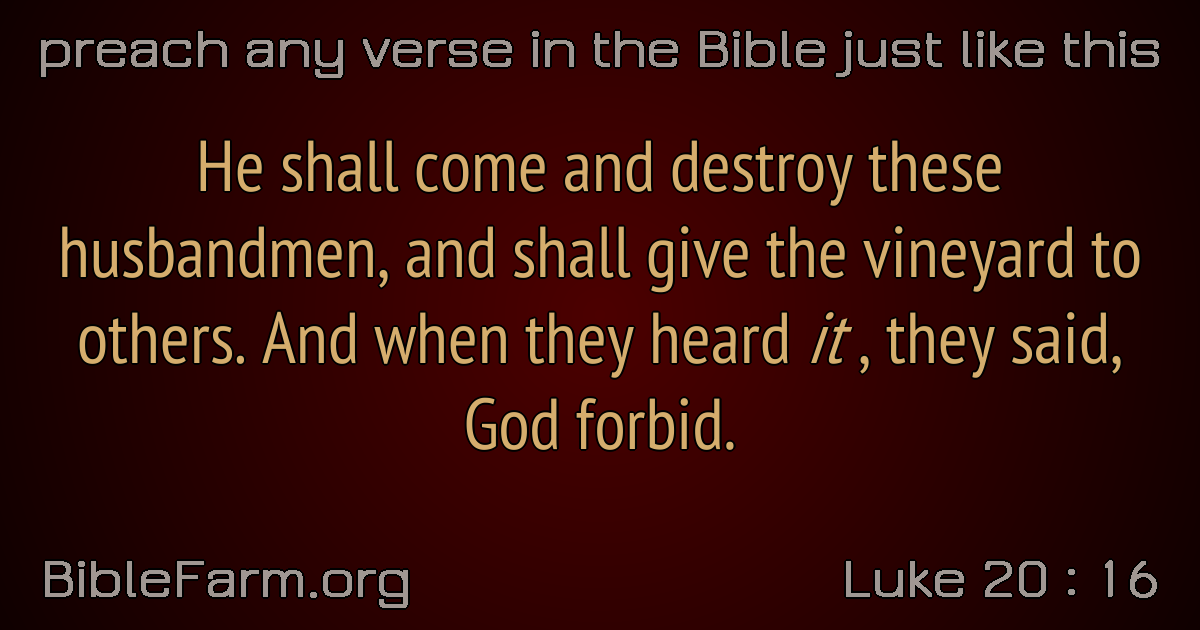 preach any verse in the Bible just like this
He shall come and destroy these
husbandmen, and shall give the vineyard to
others. And when they heard it , they said,
God forbid.
BibleFarm.org
Luke 20 : 16